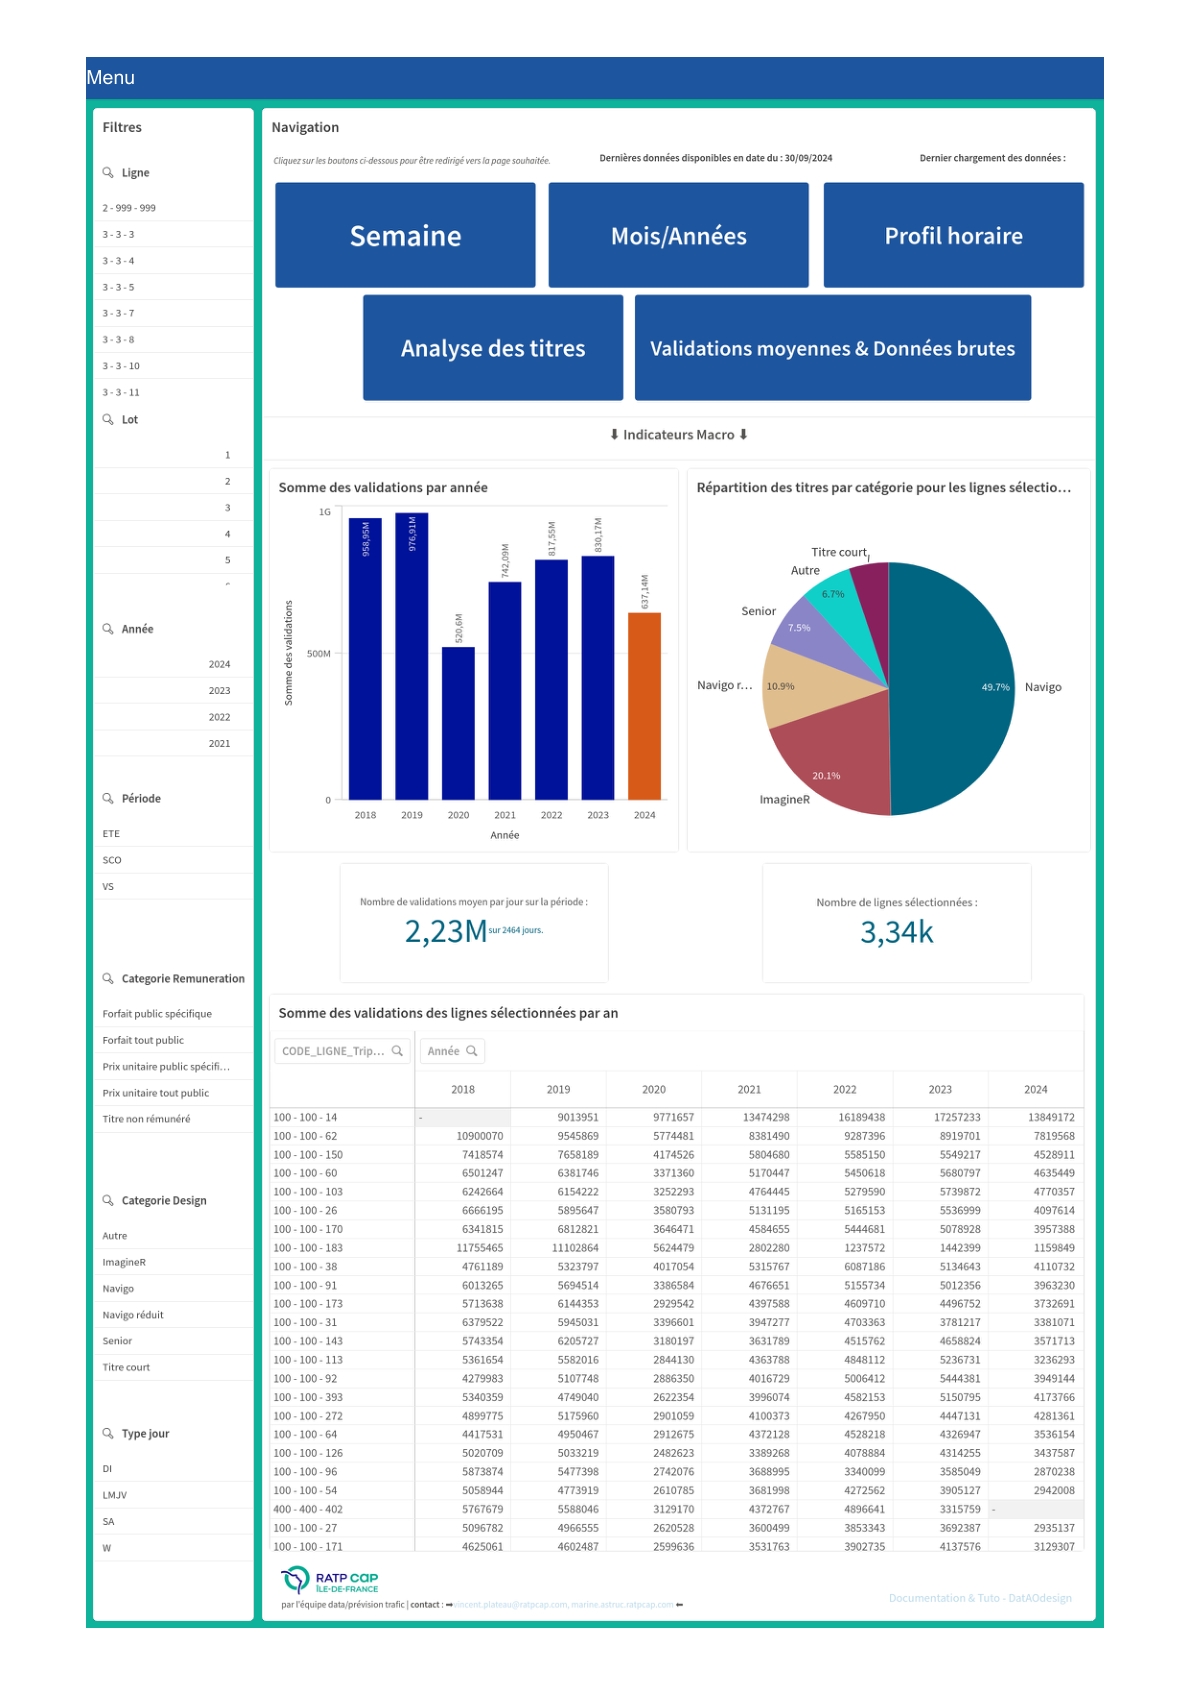 Menu
Filtres
Ligne
2 - 999 - 999
3 - 3 - 3
3 - 3 - 4
3 - 3 - 5
3 - 3 - 7
3 - 3 - 8
3 - 3 - 10
3 - 3 - 11
Lot
1
2
3
4
5
Année
2024
2023
2022
2021
Période
ETE
SCO
VS
Categorie Remuneration
Forfait public spécifique
Forfait tout public
Prix unitaire public spécifi…
Prix unitaire tout public
Titre non rémunéré
Categorie Design
Autre
ImagineR
Navigo
Navigo réduit
Senior
Titre court
Type jour
DI
LMJV
SA
W
Navigation
Cliquez sur les boutons ci-dessous pour être redirigé vers la page souhaitée.
Dernières données disponibles en date du : 30/09/2024
Dernier chargement des données :
Semaine
Mois/Années
Profil horaire
Analyse des titres
Validations moyennes & Données brutes
⬇ Indicateurs Macro ⬇
Somme des validations par année
Somme des validations
1G
500M
0
958,95M
976,91M
520,6M
742,09M
817,55M
830,17M
637,14M
2018 2019 2020 2021 2022 2023 2024
Année
Répartition des titres par catégorie pour les lignes sélectio…
Titre court
Autre
6.7%
Senior
7.5%
Navigo r…
10.9%
49.7%
Navigo
20.1%
ImagineR
Nombre de validations moyen par jour sur la période :
2,23M sur 2464 jours.
Nombre de lignes sélectionnées :
3,34k
Somme des validations des lignes sélectionnées par an
CODE_LIGNE_Trip… Année
2018 2019 2020 2021 2022 2023 2024
100 - 100 - 14 - 9013951 9771657 13474298 16189438 17257233 13849172
100 - 100 - 62 10900070 9545869 5774481 8381490 9287396 8919701 7819568
100 - 100 - 150 7418574 7658189 4174526 5804680 5585150 5549217 4528911
100 - 100 - 60 6501247 6381746 3371360 5170447 5450618 5680797 4635449
100 - 100 - 103 6242664 6154222 3252293 4764445 5279590 5739872 4770357
100 - 100 - 26 6666195 5895647 3580793 5131195 5165153 5536999 4097614
100 - 100 - 170 6341815 6812821 3646471 4584655 5444681 5078928 3957388
100 - 100 - 183 11755465 11102864 5624479 2802280 1237572 1442399 1159849
100 - 100 - 38 4761189 5323797 4017054 5315767 6087186 5134643 4110732
100 - 100 - 91 6013265 5694514 3386584 4676651 5155734 5012356 3963230
100 - 100 - 173 5713638 6144353 2929542 4397588 4609710 4496752 3732691
100 - 100 - 31 6379522 5945031 3396601 3947277 4703363 3781217 3381071
100 - 100 - 143 5743354 6205727 3180197 3631789 4515762 4658824 3571713
100 - 100 - 113 5361654 5582016 2844130 4363788 4848112 5236731 3236293
100 - 100 - 92 4279983 5107748 2886350 4016729 5006412 5444381 3949144
100 - 100 - 393 5340359 4749040 2622354 3996074 4582153 5150795 4173766
100 - 100 - 272 4899775 5175960 2901059 4100373 4267950 4447131 4281361
100 - 100 - 64 4417531 4950467 2912675 4372128 4528218 4326947 3536154
100 - 100 - 126 5020709 5033219 2482623 3389268 4078884 4314255 3437587
100 - 100 - 96 5873874 5477398 2742076 3688995 3340099 3585049 2870238
100 - 100 - 54 5058944 4773919 2610785 3681998 4272562 3905127 2942008
400 - 400 - 402 5767679 5588046 3129170 4372767 4896641 3315759 -
100 - 100 - 27 5096782 4966555 2620528 3600499 3853343 3692387 2935137
100 - 100 - 171 4625061 4602487 2599636 3531763 3902735 4137576 3129307
RATP CAP
ÎLE-DE-FRANCE
par l'équipe data/prévision trafic | contact : ➡vincent.plateau@ratpcap.com, marine.astruc.ratpcap.com ⬅
Documentation & Tuto - DatAOdesign